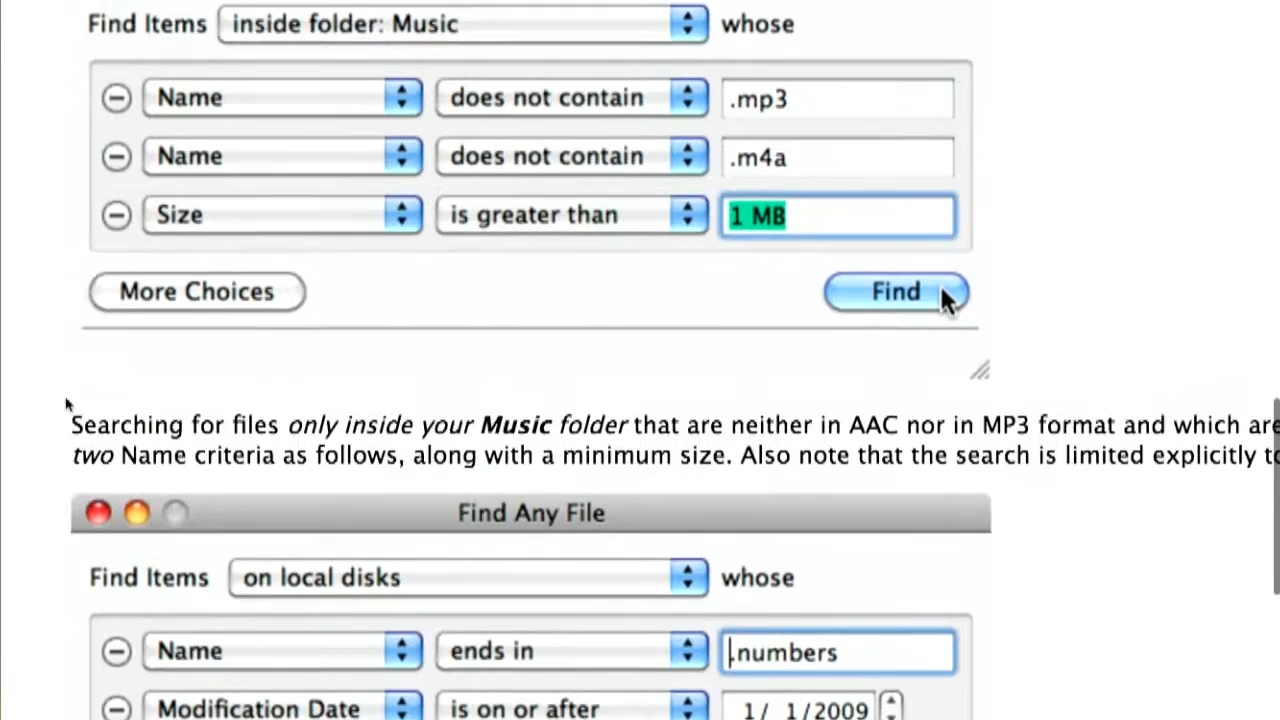 Find Items inside folder: Music whose
Name does not contain .mp3
Name does not contain .m4a
Size is greater than 1 MB
More Choices Find
Searching for files only inside your Music folder that are neither in AAC nor in MP3 format and which are
two Name criteria as follows, along with a minimum size. Also note that the search is limited explicitly to
Find Any File
Find Items on local disks whose
Name ends in .numbers
Modification Date is on or after 1/ 1/2009